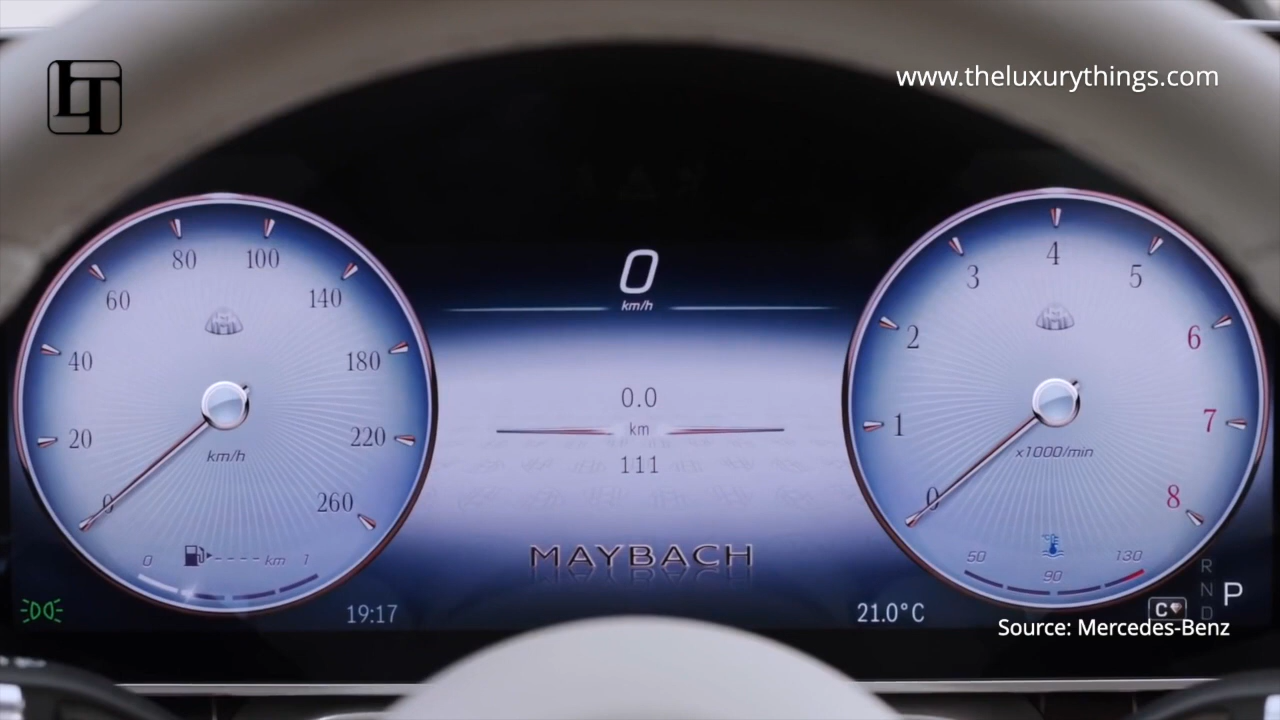 LT
www.theluxurythings.com
0
km/h
80 100
60 140
40 180
20 220
0 260
km/h
0 ---- km 1
19:17
0.0
km
111
MAYBACH
4
3 5
2 6
1 7
x1000/min
0 8
50 130
90
21.0°C
R
N
D
P
C
Source: Mercedes-Benz